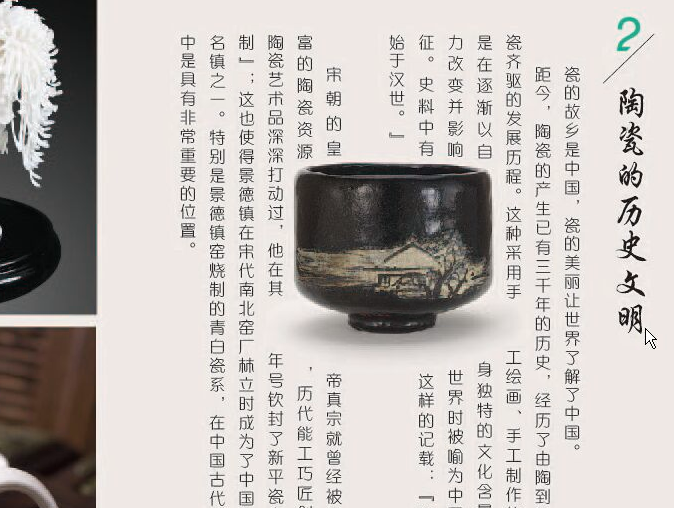 2
陶瓷的历史文明
瓷的故乡是中国，瓷的美丽让世界了解了中国。
距今，陶瓷的产生已有三千年的历史，经历了由陶到
瓷齐驱的发展历程。这种采用手工绘画、手工制作
是在逐渐以自身独特的文化含
力改变并影响世界时被喻为中
征。史料中有这样的记载：『
始于汉世。』
宋朝的皇帝真宗就曾经被
富的陶瓷资源，历代能工巧匠
陶瓷艺术品深深打动过，他在其年号钦封了新平瓷
制』；这也使得景德镇在宋代南北窑厂林立时成为了中国
名镇之一。特别是景德镇窑烧制的青白瓷系，在中国古代
中是具有非常重要的位置。